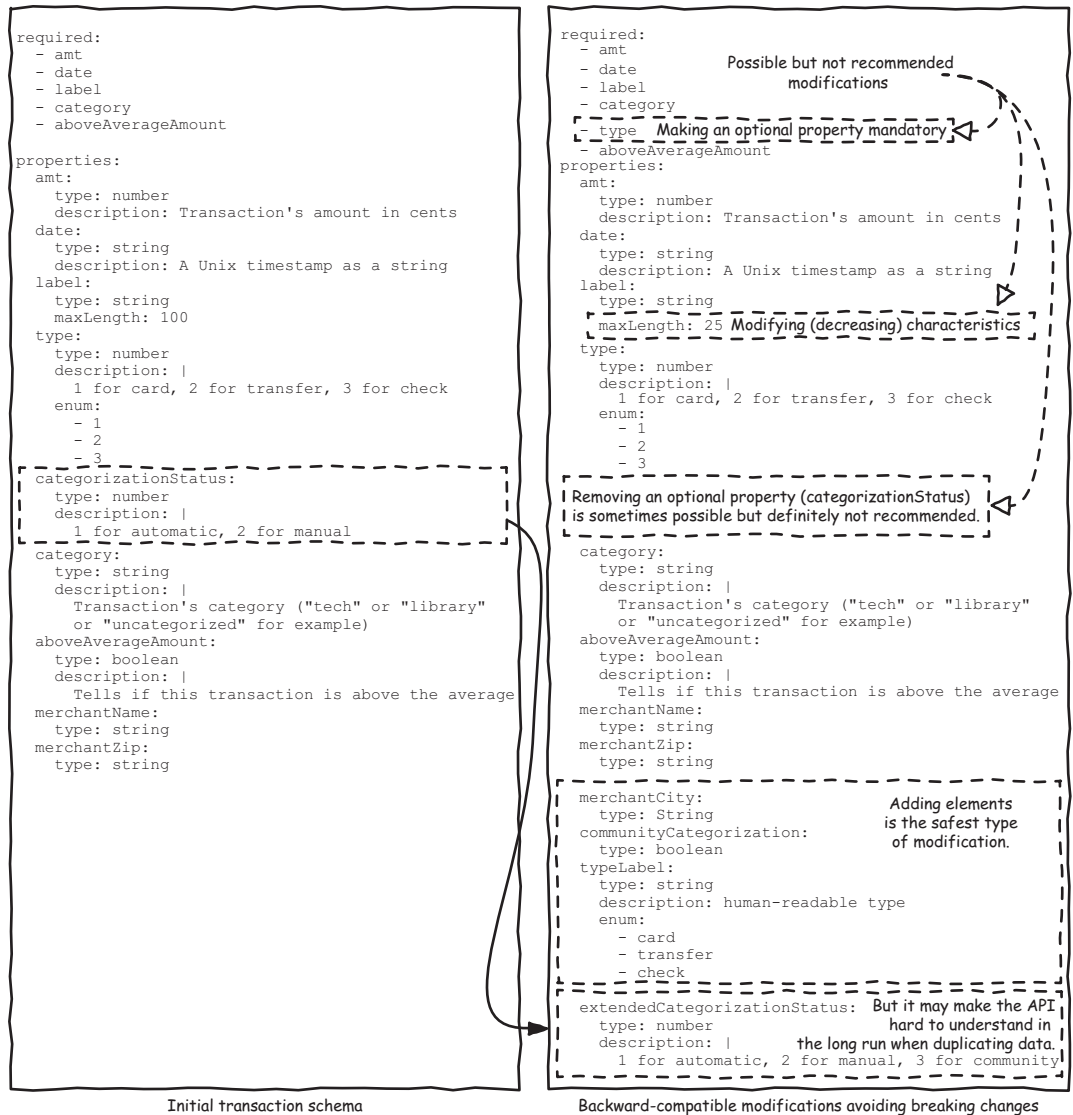 required:
  - amt
  - date
  - label
  - category
  - aboveAverageAmount
properties:
  amt:
    type: number
    description: Transaction's amount in cents
  date:
    type: string
    description: A Unix timestamp as a string
  label:
    type: string
    maxLength: 100
  type:
    type: number
    description: |
      1 for card, 2 for transfer, 3 for check
    enum:
      - 1
      - 2
      - 3
  categorizationStatus:
    type: number
    description: |
      1 for automatic, 2 for manual
  category:
    type: string
    description: |
      Transaction's category ("tech" or "library"
      or "uncategorized" for example)
  aboveAverageAmount:
    type: boolean
    description: |
      Tells if this transaction is above the average
  merchantName:
    type: string
  merchantZip:
    type: string
Initial transaction schema
required:
  - amt
  - date
  - label
  - category
Possible but not recommended
modifications
  - type Making an optional property mandatory
  - aboveAverageAmount
properties:
  amt:
    type: number
    description: Transaction's amount in cents
  date:
    type: string
    description: A Unix timestamp as a string
  label:
    type: string
    maxLength: 25 Modifying (decreasing) characteristics
  type:
    type: number
    description: |
      1 for card, 2 for transfer, 3 for check
    enum:
      - 1
      - 2
      - 3
Removing an optional property (categorizationStatus)
is sometimes possible but definitely not recommended.
  category:
    type: string
    description: |
      Transaction's category ("tech" or "library"
      or "uncategorized" for example)
  aboveAverageAmount:
    type: boolean
    description: |
      Tells if this transaction is above the average
  merchantName:
    type: string
  merchantZip:
    type: string
  merchantCity:
    type: String
  communityCategorization:
    type: boolean
  typeLabel:
    type: string
    description: human-readable type
    enum:
      - card
      - transfer
      - check
Adding elements
is the safest type
of modification.
  extendedCategorizationStatus:
    type: number
    description: |
      1 for automatic, 2 for manual, 3 for community
But it may make the API
hard to understand in
the long run when duplicating data.
Backward-compatible modifications avoiding breaking changes